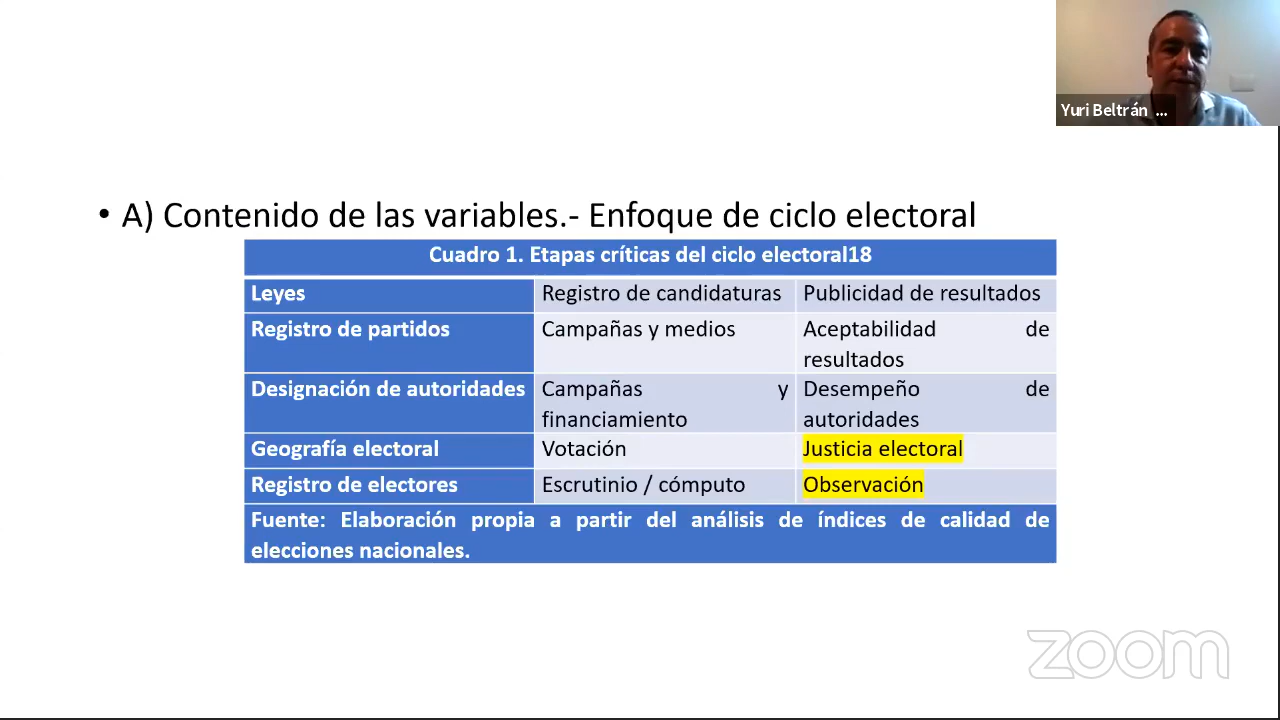 Yuri Beltrán ...
• A) Contenido de las variables.- Enfoque de ciclo electoral
Cuadro 1. Etapas críticas del ciclo electoral18
Leyes Registro de candidaturas Publicidad de resultados
Registro de partidos Campañas y medios Aceptabilidad de
resultados
Designación de autoridades Campañas y Desempeño de
financiamiento autoridades
Geografía electoral Votación Justicia electoral
Registro de electores Escrutinio / cómputo Observación
Fuente: Elaboración propia a partir del análisis de índices de calidad de
elecciones nacionales.
zoom